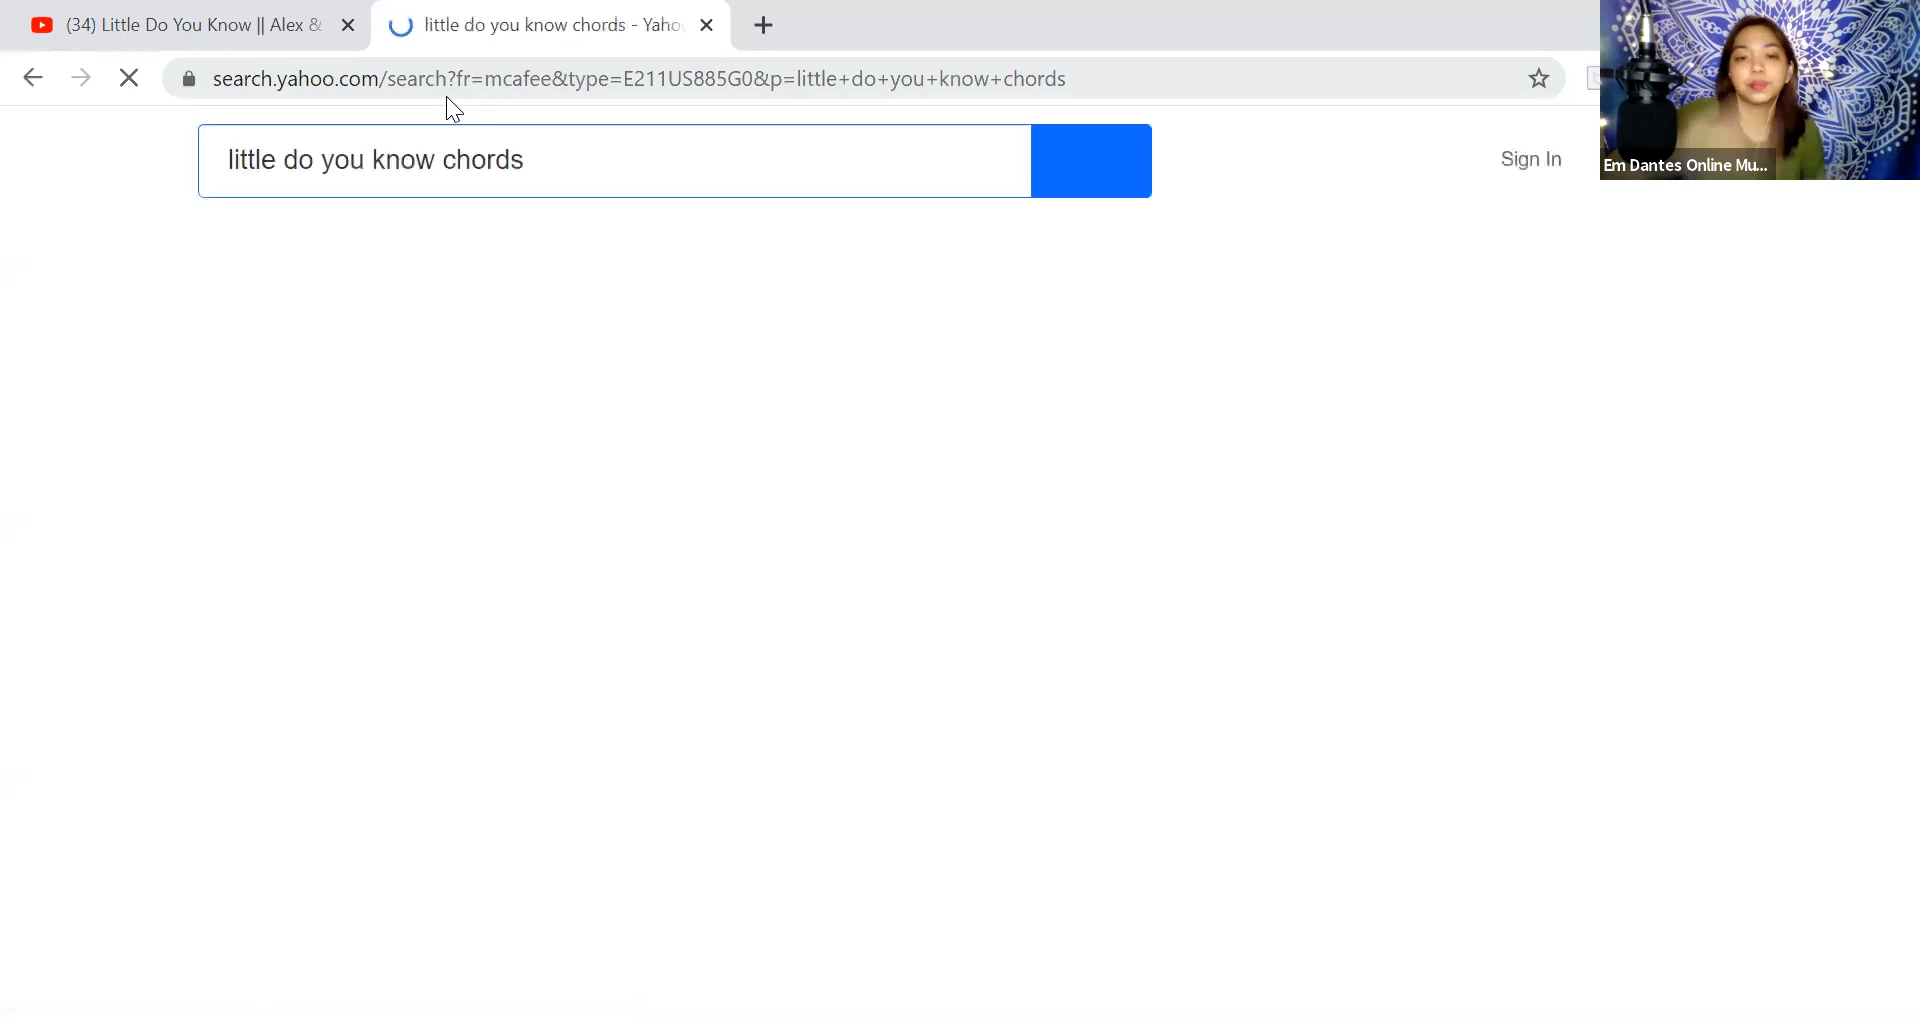 (34) Little Do You Know || Alex &
little do you know chords - Yaho
search.yahoo.com/search?fr=mcafee&type=E211US885G0&p=little+do+you+know+chords
little do you know chords
Sign In
Em Dantes Online Mu...